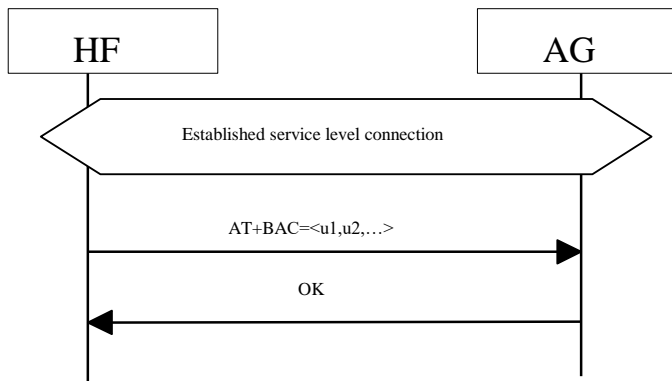 HF
AG
Established service level connection
AT+BAC=<u1,u2,…>
OK